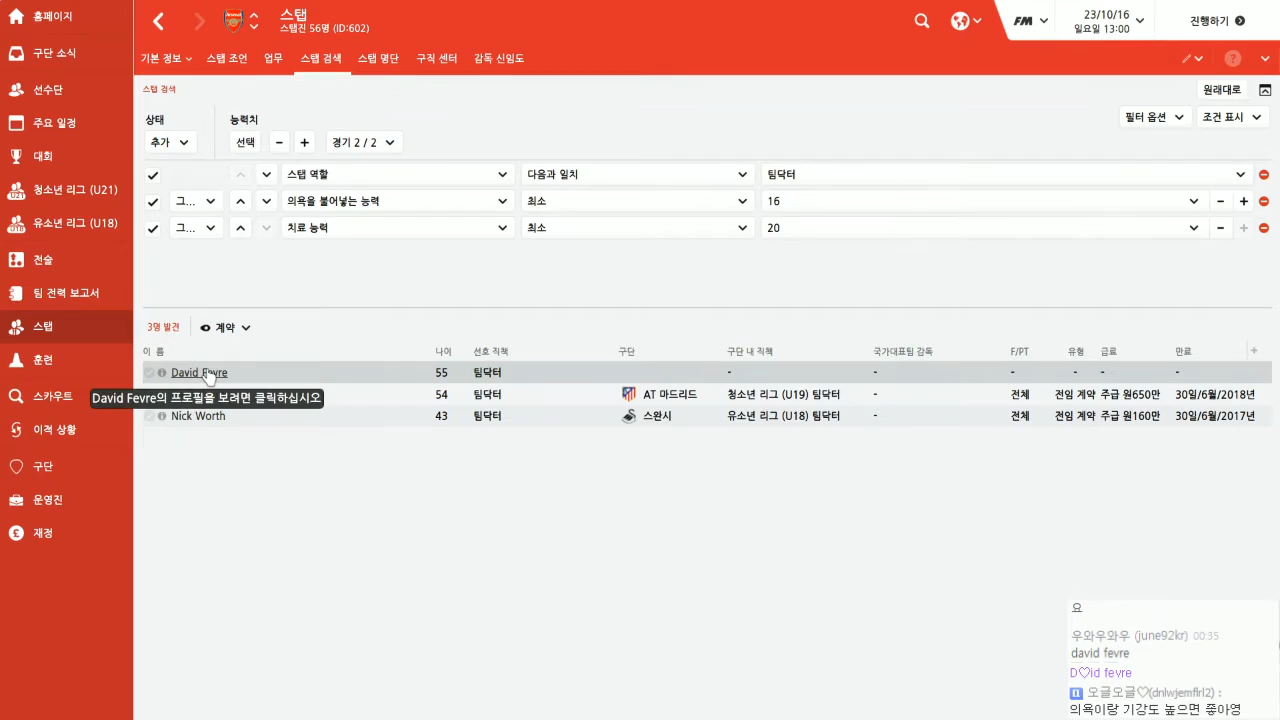 홈페이지
구단 소식
선수단
주요 일정
대회
청소년 리그 (U21)
유소년 리그 (U18)
전술
팀 전력 보고서
스탭
훈련
스카우트
이적 상황
구단
운영진
재정
스탭
스탭진 56명 (ID:602)
FM
23/10/16
일요일 13:00
진행하기
기본 정보 스탭 조언 업무 스탭 검색 스탭 명단 구직 센터 감독 신임도
스탭 검색
원래대로
상태 능력치
필터 옵션 조건 표시
추가 선택 - + 경기 2 / 2
스탭 역할 다음과 일치 팀닥터
그... 의욕을 불어넣는 능력 최소 16 - +
그... 치료 능력 최소 20 - +
3명 발견 계약
이 름 나이 선호 직책 구단 구단 내 직책 국가대표팀 감독 F/PT 유형 급료 만료 +
David Fevre 55 팀닥터 - - - - - -
David Fevre의 프로필을 보려면 클릭하십시오
54 팀닥터 AT 마드리드 청소년 리그 (U19) 팀닥터 - 전체 전임 계약 주급 원650만 30일/6월/2018년
Nick Worth 43 팀닥터 스완시 유소년 리그 (U18) 팀닥터 - 전체 전임 계약 주급 원160만 30일/6월/2017년
요
우와우와우 (june92kr) 00:35
david fevre
D♡id fevre
오글오글♡(dnlwjemflrl2) :
의욕이랑 기강도 높으면 좋아영